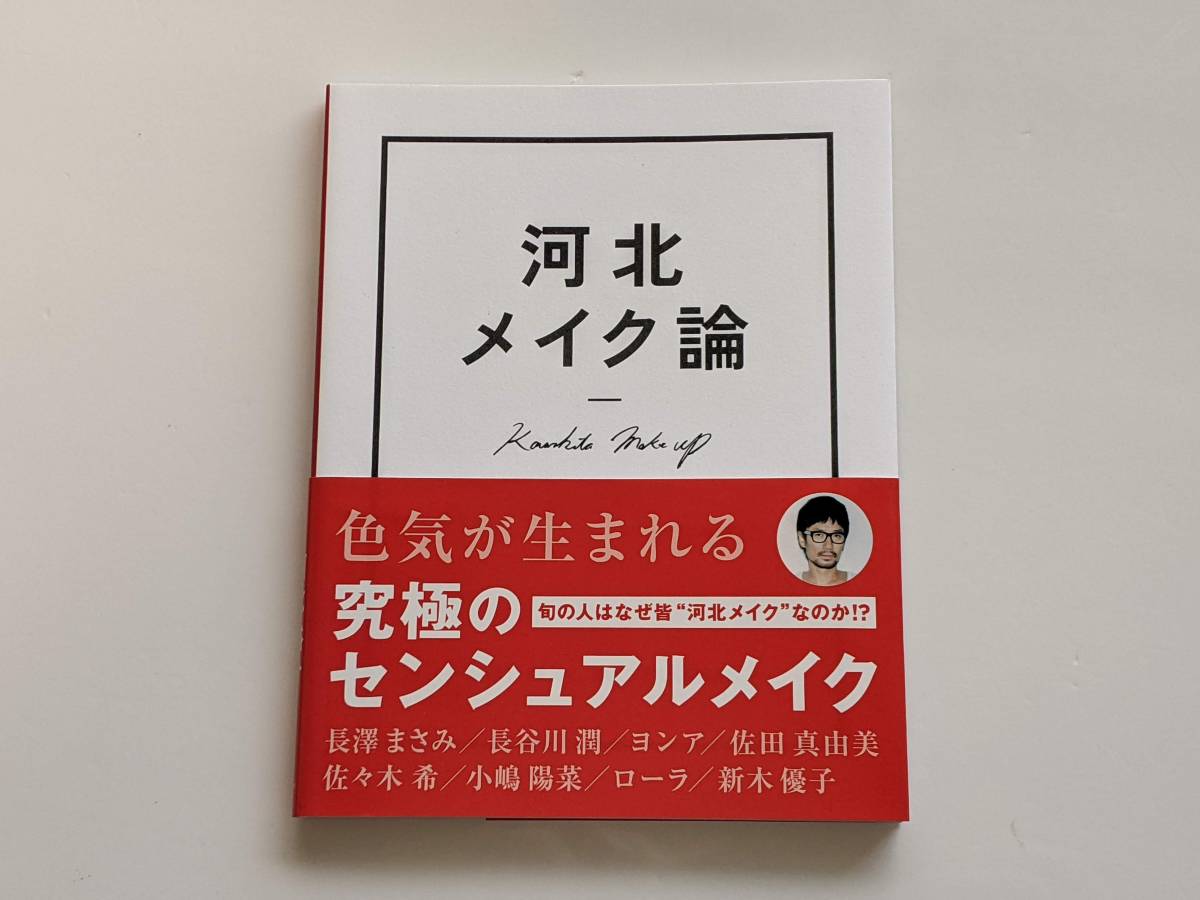 河北
メイク論
Kawakita Make up
色気が生まれる
究極の
旬の人はなぜ皆“河北メイク”なのか!?
センシュアルメイク
長澤 まさみ／長谷川 潤／ヨンア／佐田 真由美
佐々木 希／小嶋 陽菜／ローラ／新木 優子